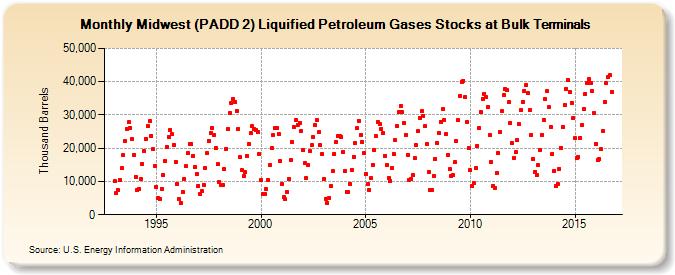 Monthly Midwest (PADD 2) Liquified Petroleum Gases Stocks at Bulk Terminals
Thousand Barrels
50,000
40,000
30,000
20,000
10,000
0
1995 2000 2005 2010 2015
Source: U.S. Energy Information Administration